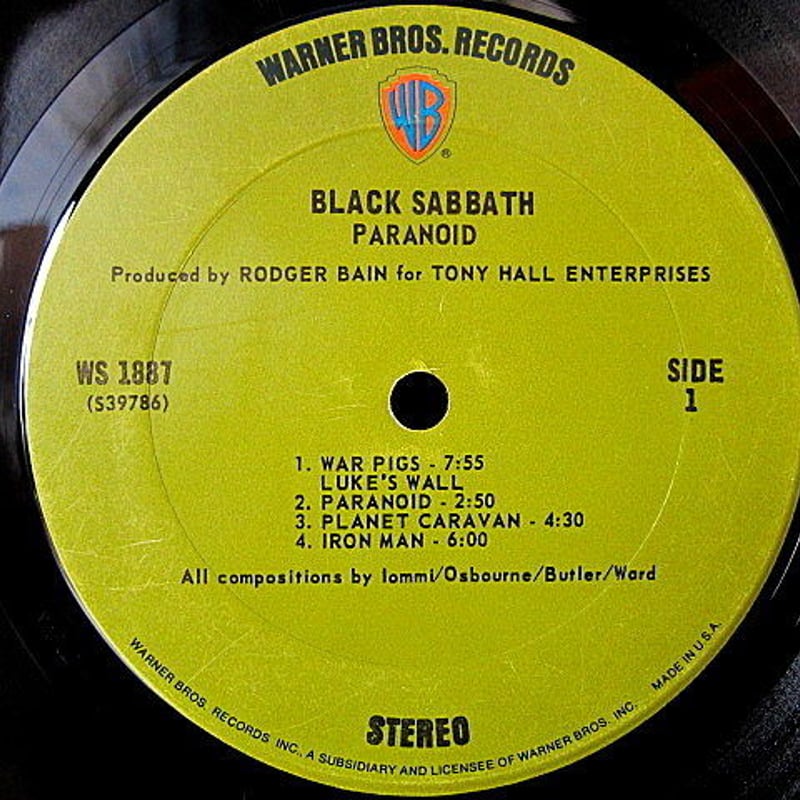 WARNER BROS. RECORDS
WB
®
BLACK SABBATH
PARANOID
Produced by RODGER BAIN for TONY HALL ENTERPRISES
WS 1887
(S39786)
SIDE
1
1. WAR PIGS - 7:55
LUKE'S WALL
2. PARANOID - 2:50
3. PLANET CARAVAN - 4:30
4. IRON MAN - 6:00
All compositions by Iommi/Osbourne/Butler/Ward
STEREO
WARNER BROS. RECORDS INC., A SUBSIDIARY AND LICENSEE OF WARNER BROS. INC. MADE IN U.S.A.